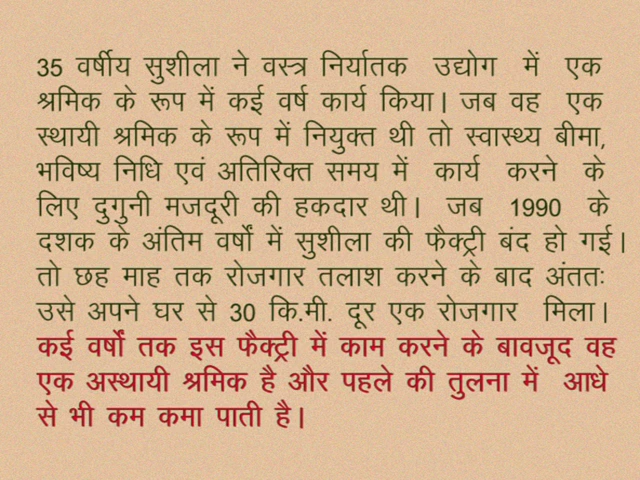 35 वर्षीय सुशीला ने वस्त्र निर्यातक उद्योग में एक
श्रमिक के रूप में कई वर्ष कार्य किया। जब वह एक
स्थायी श्रमिक के रूप में नियुक्त थी तो स्वास्थ्य बीमा,
भविष्य निधि एवं अतिरिक्त समय में कार्य करने के
लिए दुगुनी मजदूरी की हकदार थी। जब 1990 के
दशक के अंतिम वर्षों में सुशीला की फैक्ट्री बंद हो गई।
तो छह माह तक रोजगार तलाश करने के बाद अंततः
उसे अपने घर से 30 कि.मी. दूर एक रोजगार मिला।
कई वर्षों तक इस फैक्ट्री में काम करने के बावजूद वह
एक अस्थायी श्रमिक है और पहले की तुलना में आधे
से भी कम कमा पाती है।